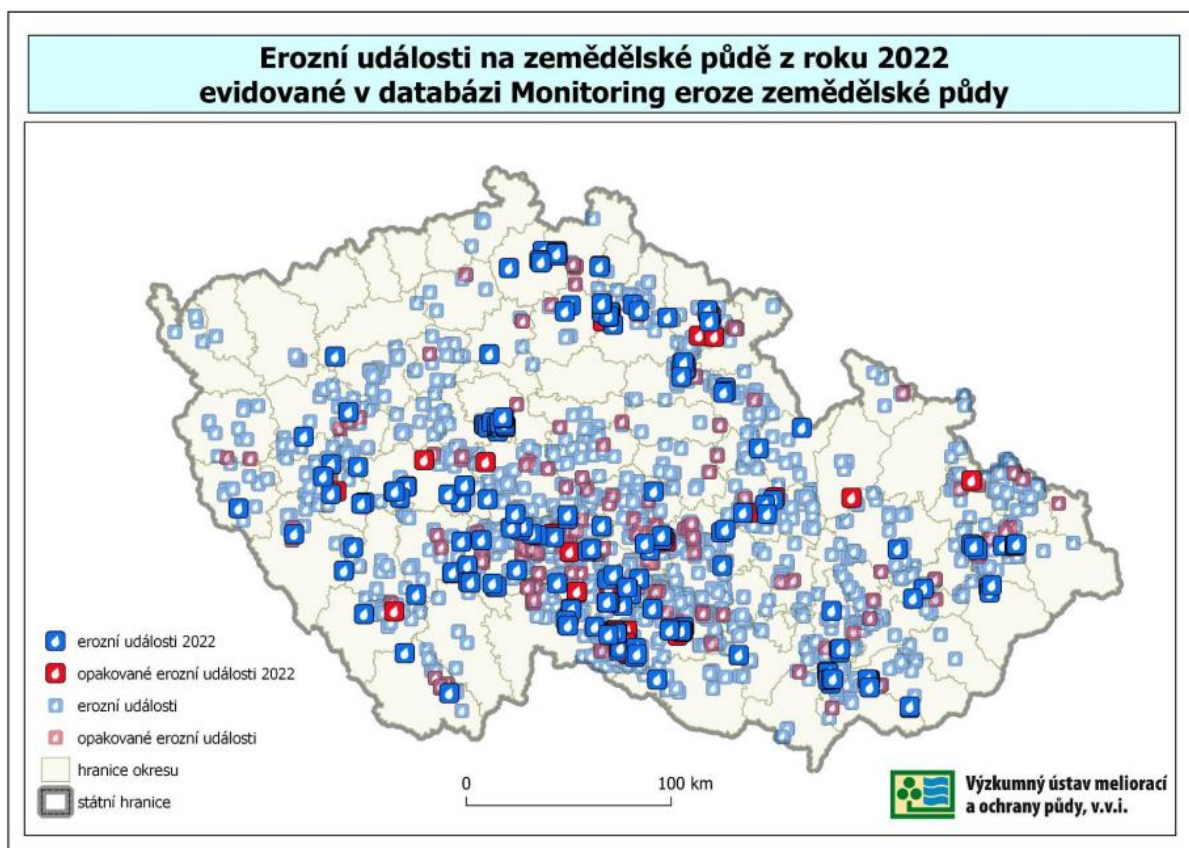 Erozní události na zemědělské půdě z roku 2022
evidované v databázi Monitoring eroze zemědělské půdy
erozní události 2022
opakované erozní události 2022
erozní události
opakované erozní události
hranice okresu
státní hranice
0 100 km
Výzkumný ústav meliorací
a ochrany půdy, v.v.i.